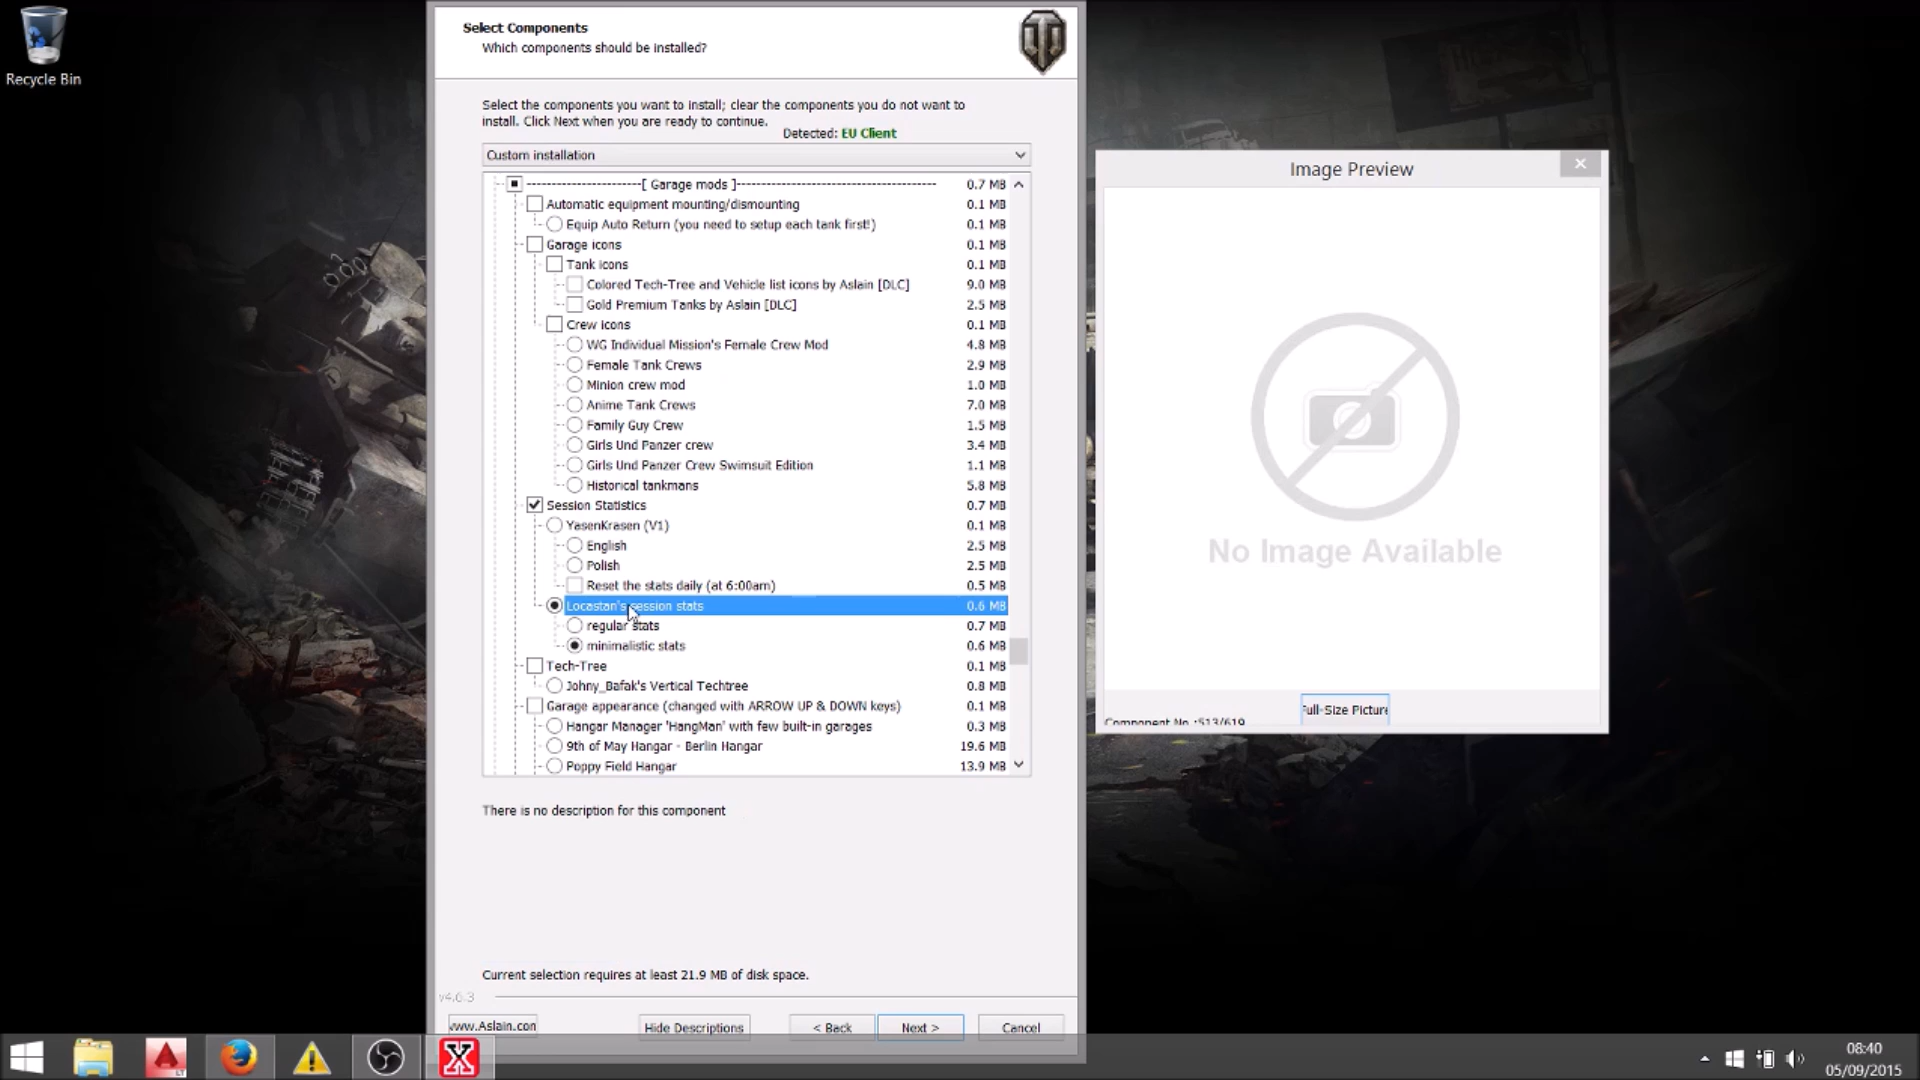 Recycle Bin
Select Components
Which components should be installed?
Select the components you want to install; clear the components you do not want to
install. Click Next when you are ready to continue.
Detected: EU Client
Custom installation
[ Garage mods ] 0.7 MB
Automatic equipment mounting/dismounting 0.1 MB
Equip Auto Return (you need to setup each tank first!) 0.1 MB
Garage icons 0.1 MB
Tank icons 0.1 MB
Colored Tech-Tree and Vehicle list icons by Aslain [DLC] 9.0 MB
Gold Premium Tanks by Aslain [DLC] 2.5 MB
Crew icons 0.1 MB
WG Individual Mission's Female Crew Mod 4.8 MB
Female Tank Crews 2.9 MB
Minion crew mod 1.0 MB
Anime Tank Crews 7.0 MB
Family Guy Crew 1.5 MB
Girls Und Panzer crew 3.4 MB
Girls Und Panzer Crew Swimsuit Edition 1.1 MB
Historical tankmans 5.8 MB
Session Statistics 0.7 MB
YasenKrasen (V1) 0.1 MB
English 2.5 MB
Polish 2.5 MB
Reset the stats daily (at 6:00am) 0.5 MB
Locastan's session stats 0.6 MB
regular stats 0.7 MB
minimalistic stats 0.6 MB
Tech-Tree 0.1 MB
Johny_Bafak's Vertical Techtree 0.8 MB
Garage appearance (changed with ARROW UP & DOWN keys) 0.1 MB
Hangar Manager 'HangMan' with few built-in garages 0.3 MB
9th of May Hangar - Berlin Hangar 19.6 MB
Poppy Field Hangar 13.9 MB
There is no description for this component
Current selection requires at least 21.9 MB of disk space.
v4.6.3
www.Aslain.con
Hide Descriptions
< Back
Next >
Cancel
Image Preview
No Image Available
Full-Size Picture
Component No.:513/619
LT
08:40
05/09/2015